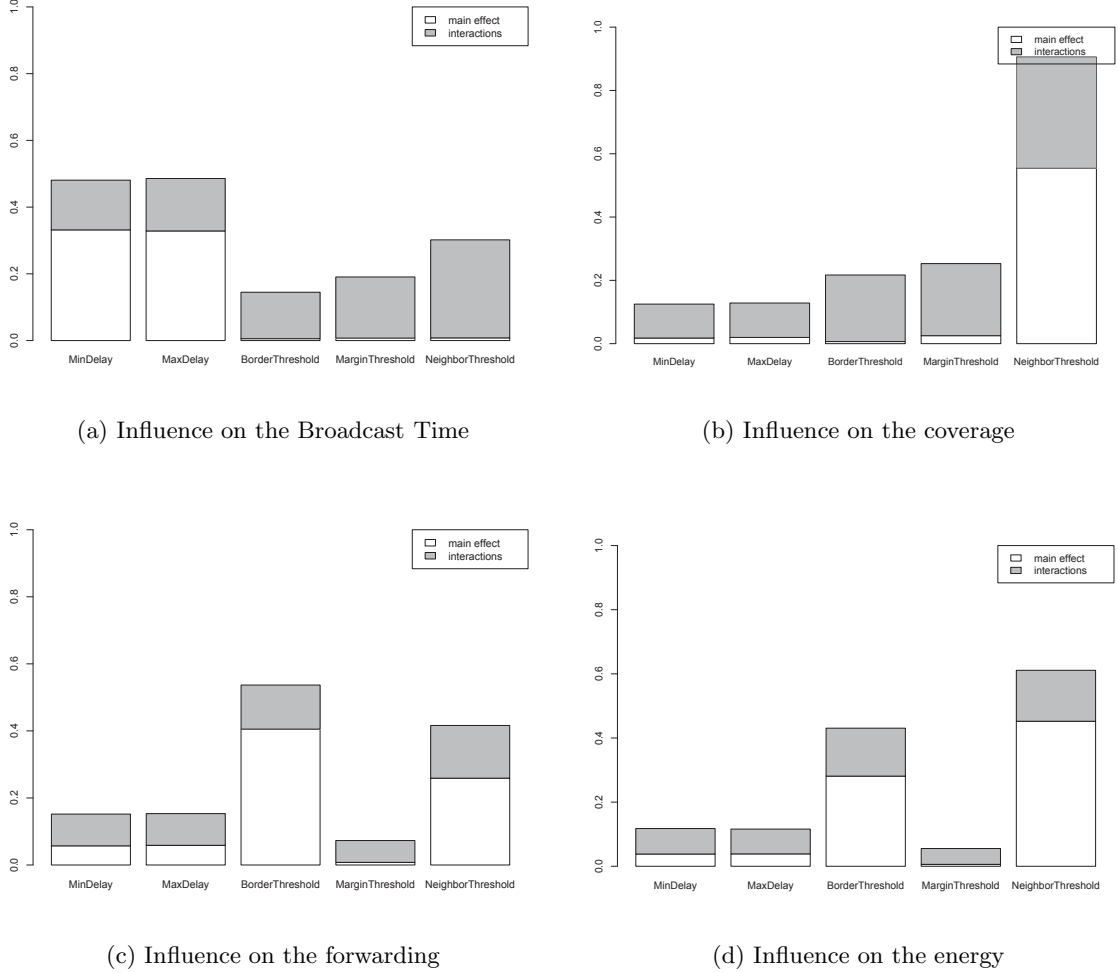 1.0
0.8
0.6
0.4
0.2
0.0
main effect
interactions
MinDelay MaxDelay BorderThreshold MarginThreshold NeighborThreshold
(a) Influence on the Broadcast Time
1.0
0.8
0.6
0.4
0.2
0.0
main effect
interactions
MinDelay MaxDelay BorderThreshold MarginThreshold NeighborThreshold
(b) Influence on the coverage
1.0
0.8
0.6
0.4
0.2
0.0
main effect
interactions
MinDelay MaxDelay BorderThreshold MarginThreshold NeighborThreshold
(c) Influence on the forwarding
1.0
0.8
0.6
0.4
0.2
0.0
main effect
interactions
MinDelay MaxDelay BorderThreshold MarginThreshold NeighborThreshold
(d) Influence on the energy